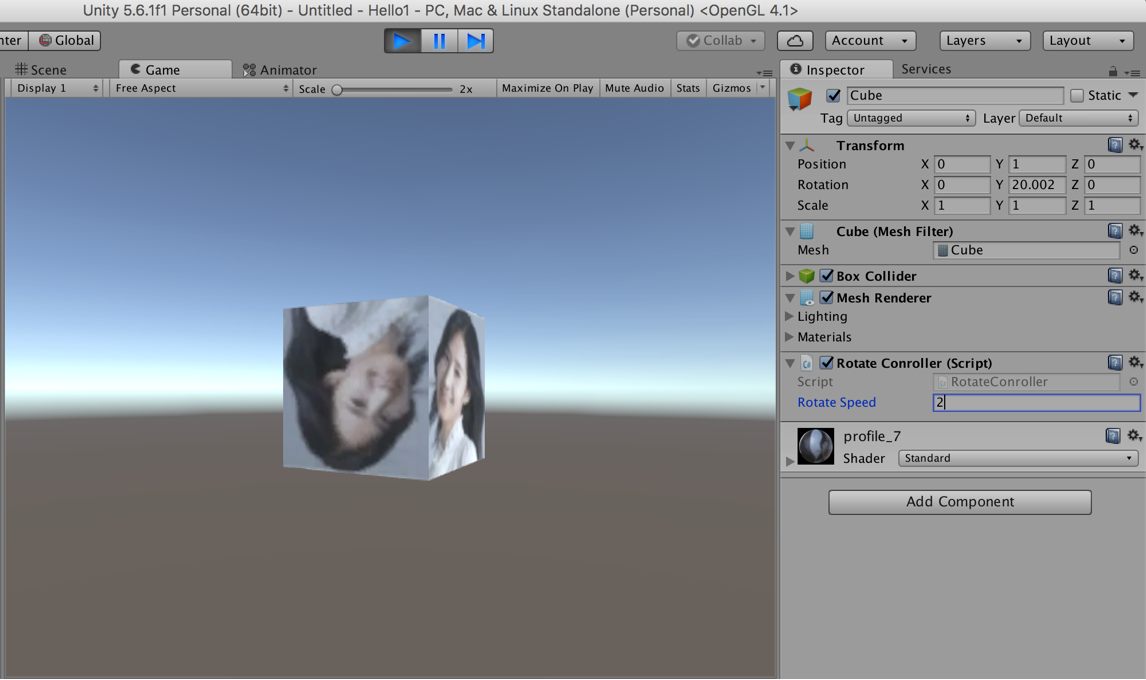 Unity 5.6.1f1 Personal (64bit) - Untitled - Hello1 - PC, Mac & Linux Standalone (Personal) <OpenGL 4.1>
nter Global Collab Account Layers Layout
Scene Game Animator
Display 1 Free Aspect Scale 2x Maximize On Play Mute Audio Stats Gizmos
Inspector Services
Cube Static
Tag Untagged Layer Default
Transform
Position X 0 Y 1 Z 0
Rotation X 0 Y 20.002 Z 0
Scale X 1 Y 1 Z 1
Cube (Mesh Filter)
Mesh Cube
Box Collider
Mesh Renderer
Lighting
Materials
Rotate Conroller (Script)
Script RotateConroller
Rotate Speed 2
profile_7
Shader Standard
Add Component